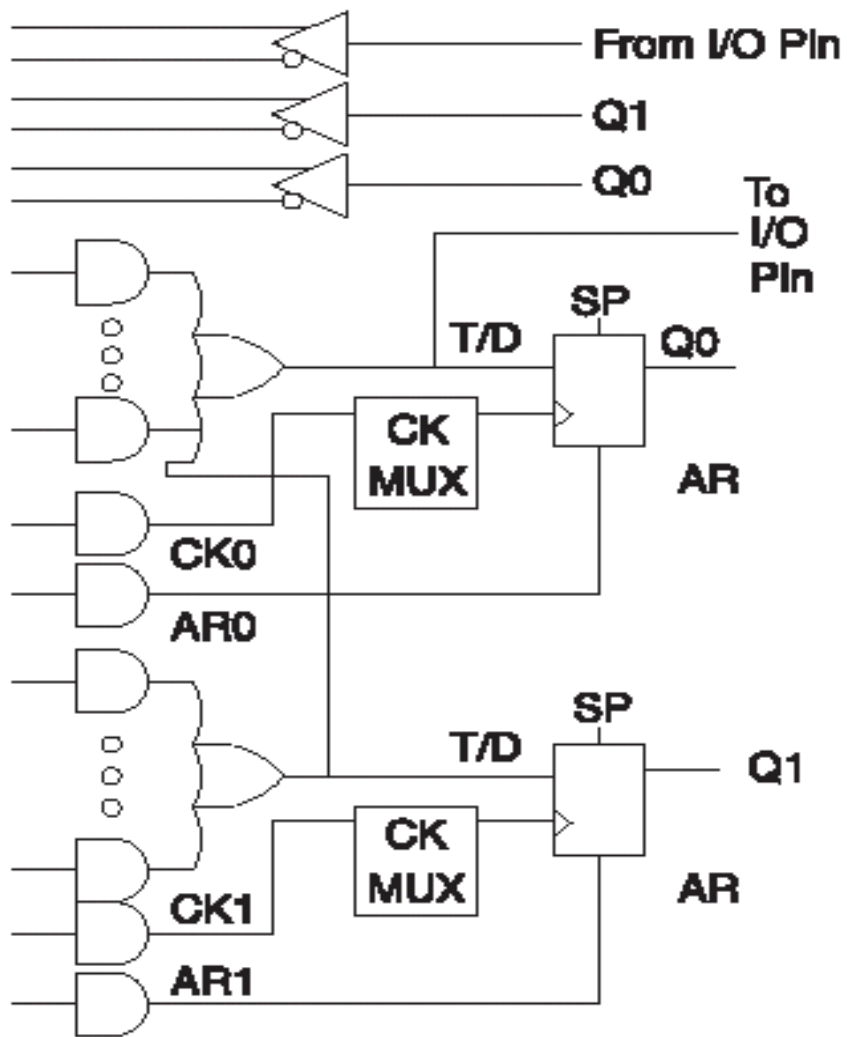 From I/O Pin
Q1
Q0
To
I/O
Pin
SP
T/D
Q0
CK
MUX
AR
CK0
AR0
SP
T/D
Q1
CK
MUX
AR
CK1
AR1